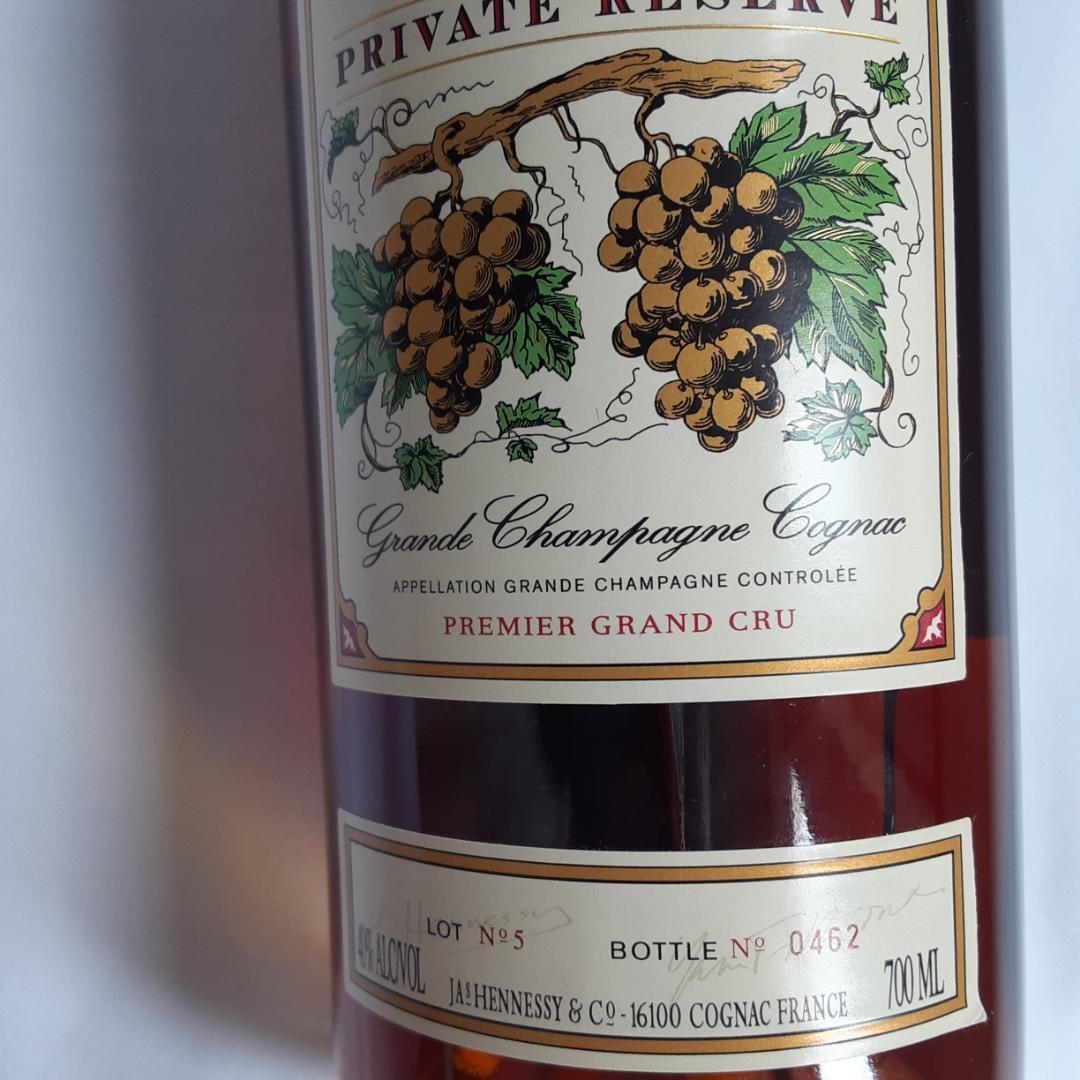 PRIVATE RESERVE
Grande Champagne Cognac
APPELLATION GRANDE CHAMPAGNE CONTROLÉE
PREMIER GRAND CRU
Hennessy
LOT Nº 5
BOTTLE Nº 0462
40% ALC/VOL
JAS HENNESSY & Cº - 16100 COGNAC FRANCE
700 ML